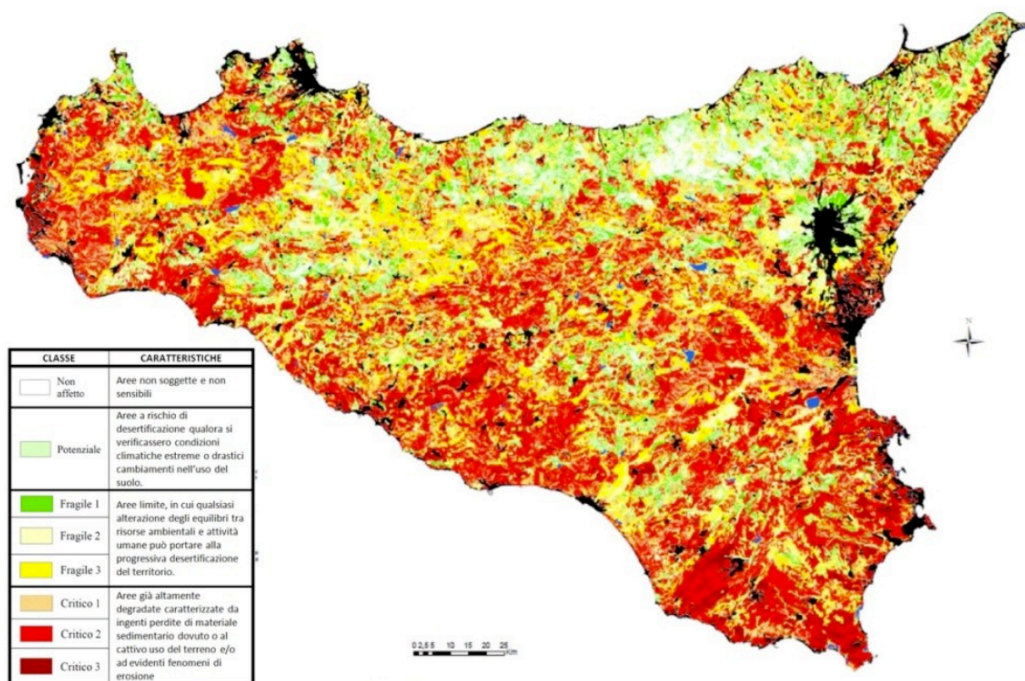 N
CLASSE CARATTERISTICHE
Non
affetto
Aree non soggette e non
sensibili
Potenziale
Aree a rischio di
desertificazione qualora si
verificassero condizioni
climatiche estreme o drastici
cambiamenti nell'uso del
suolo.
Fragile 1
Fragile 2
Fragile 3
Aree limite, in cui qualsiasi
alterazione degli equilibri tra
risorse ambientali e attività
umane può portare alla
progressiva desertificazione
del territorio.
Critico 1
Critico 2
Critico 3
Aree già altamente
degradate caratterizzate da
ingenti perdite di materiale
sedimentario dovuto o al
cattivo uso del terreno e/o
ad evidenti fenomeni di
erosione
0 2,5 5 10 15 20 25
Km